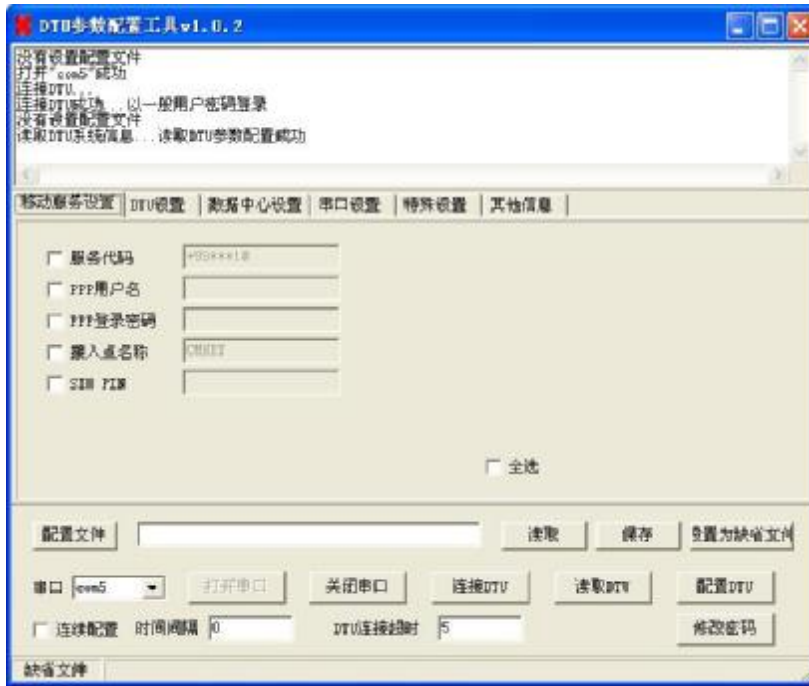 DTU参数配置工具v1.0.2
没有设置配置文件
打开"com5"成功
连接DTU...
连接DTU成功...以一般用户密码登录
没有设置配置文件
读取DTU系统信息...读取DTU参数配置成功
移动服务设置 DTU设置 数据中心设置 串口设置 特殊设置 其他信息
服务代码 *99***1#
PPP用户名
PPP登录密码
接入点名称 CMNET
SIM PIN
全选
配置文件 读取 保存 设置为缺省文件
串口 com5 打开串口 关闭串口 连接DTU 读取DTU 配置DTU
连续配置 时间间隔 0 DTU连接超时 5 修改密码
缺省文件